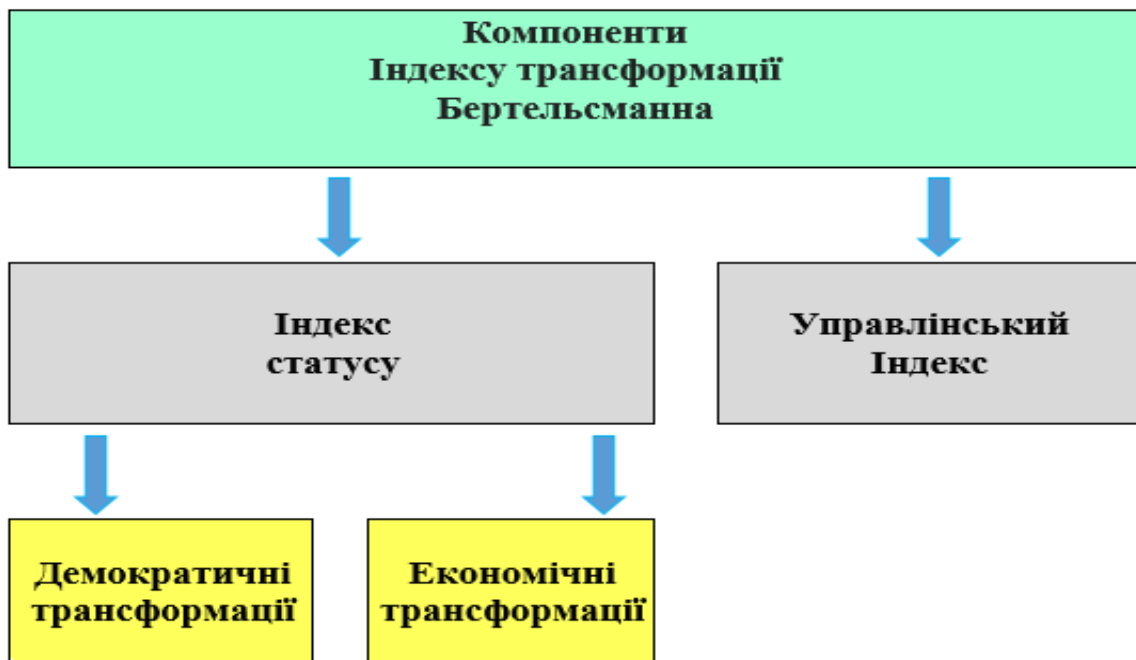 Компоненти
Індексу трансформації
Бертельсманна
Індекс
статусу
Управлінський
Індекс
Демократичні
трансформації
Економічні
трансформації